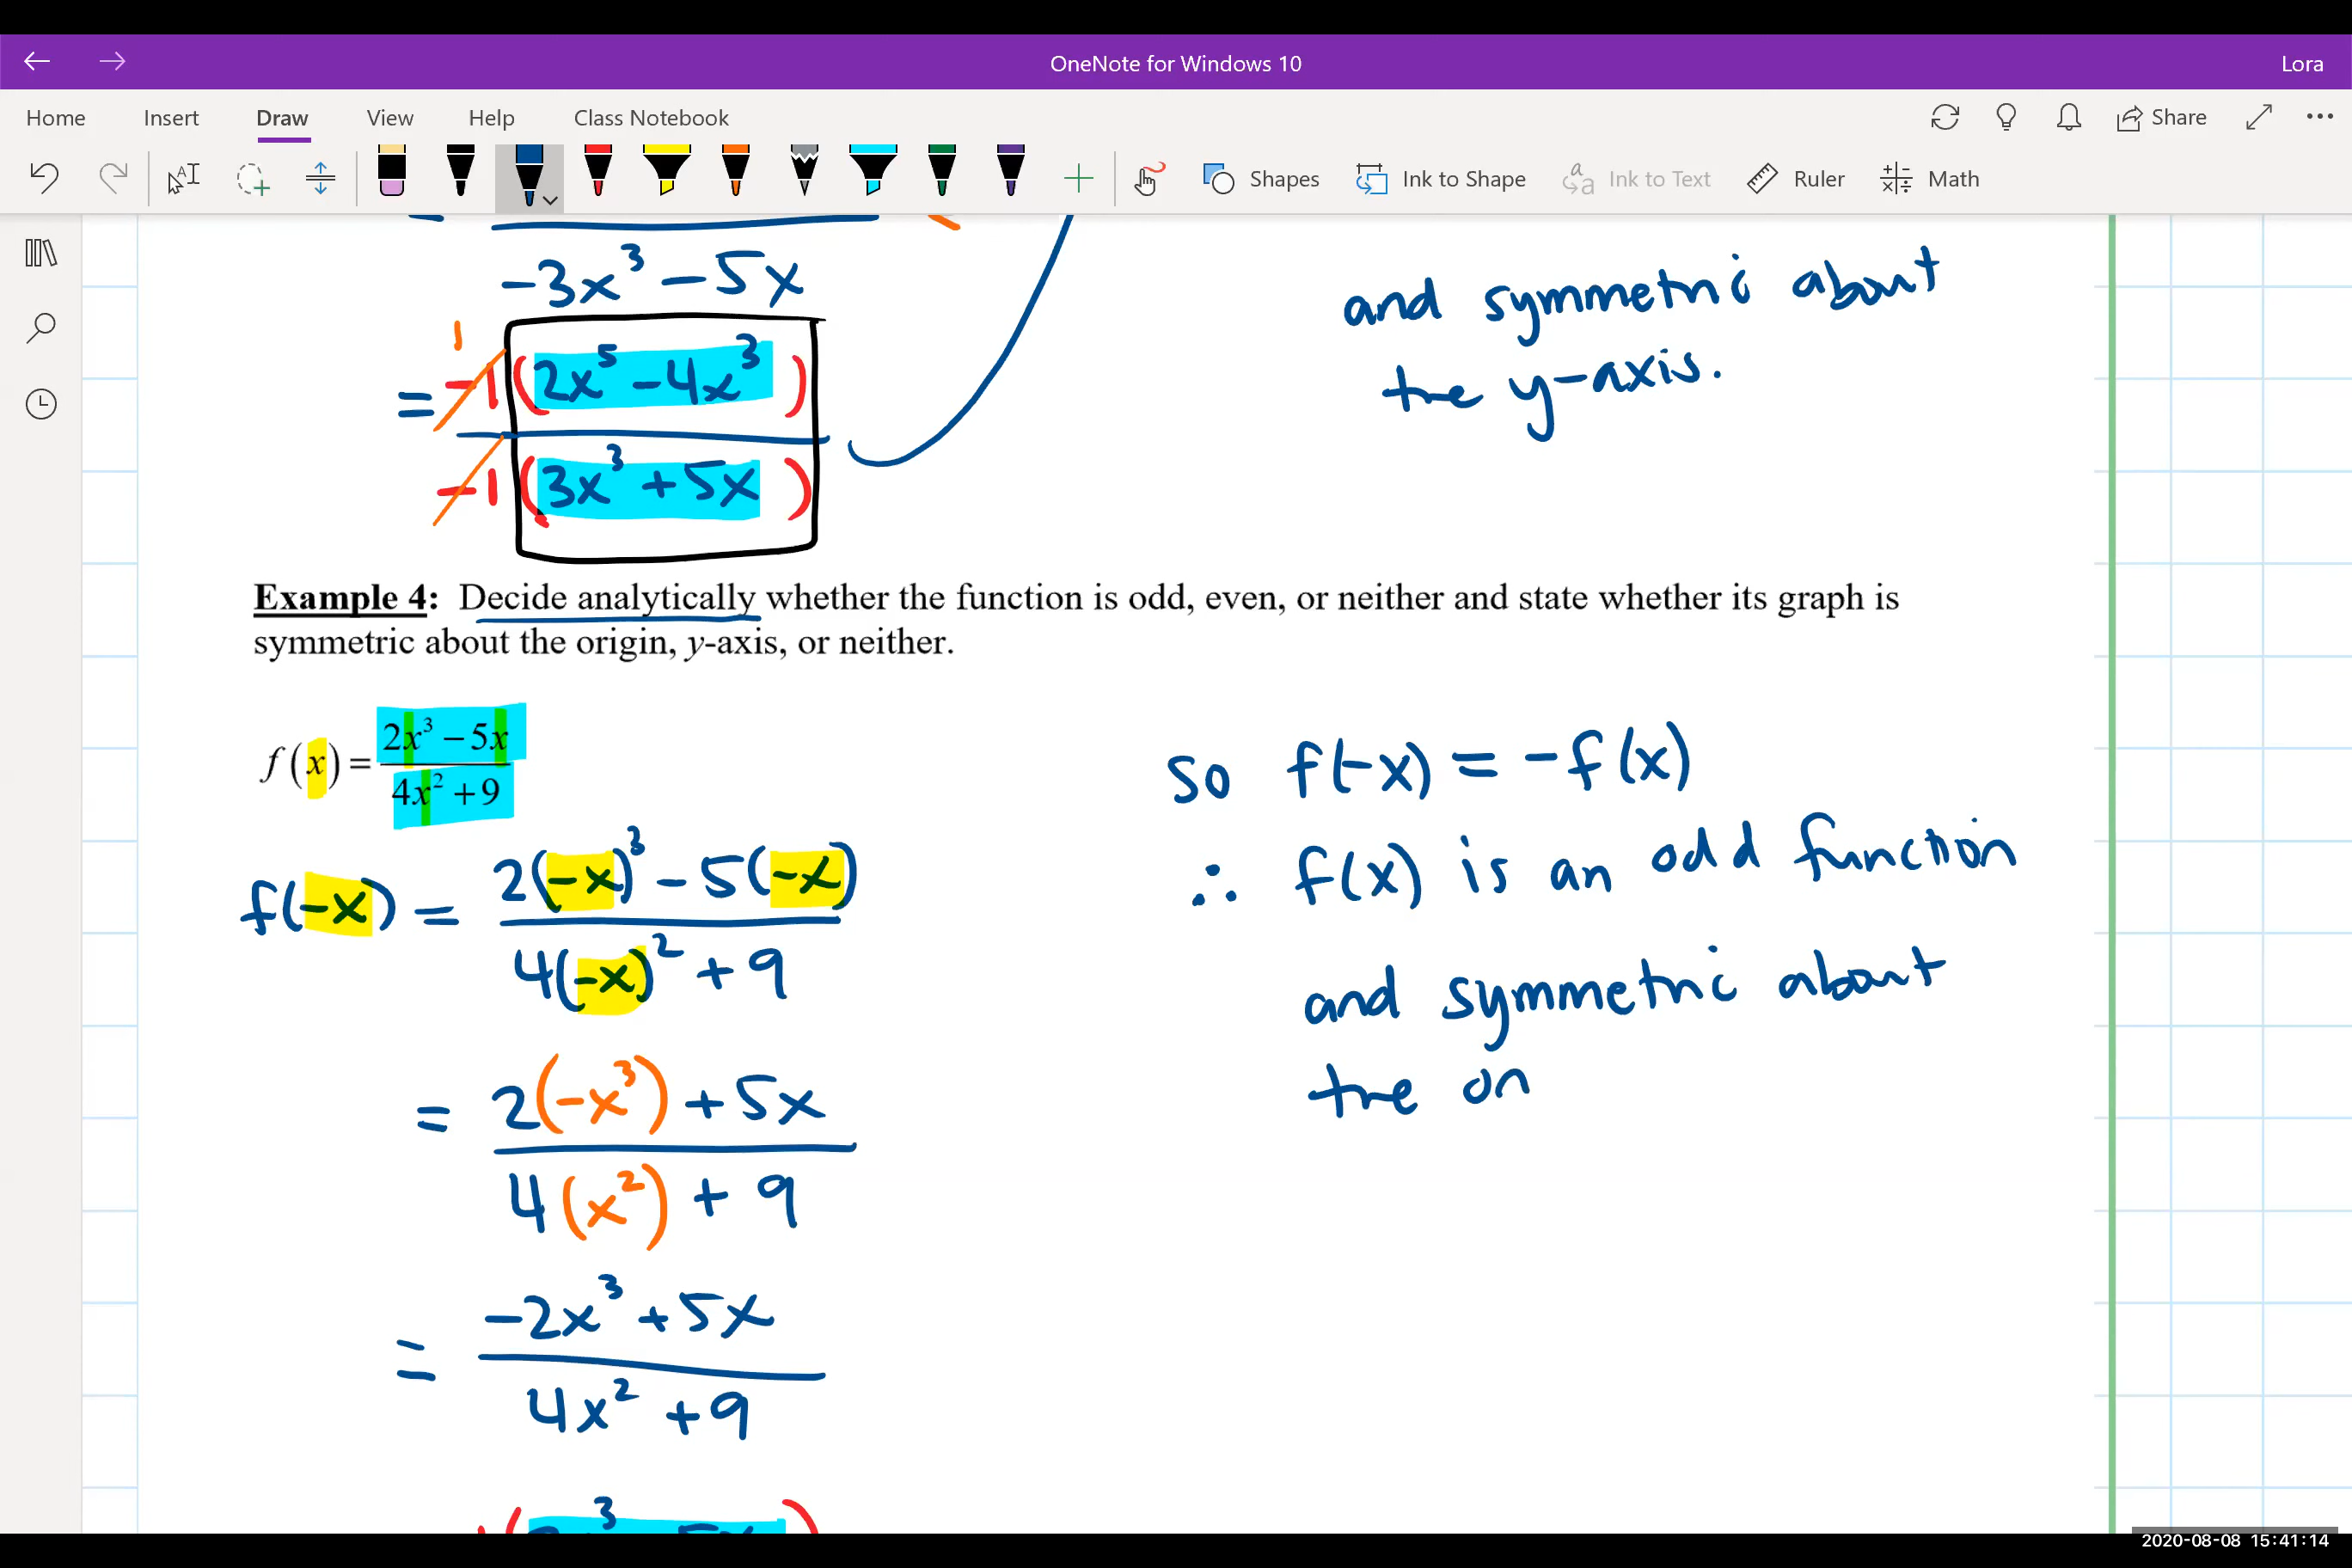 OneNote for Windows 10
Lora
Home Insert Draw View Help Class Notebook
Share
Shapes Ink to Shape Ink to Text Ruler Math
-3x³ - 5x
1
= -1(2x⁵ - 4x³)
-1(3x³ + 5x)
and symmetric about
the y-axis.
Example 4: Decide analytically whether the function is odd, even, or neither and state whether its graph is
symmetric about the origin, y-axis, or neither.
f(x) = 2x³ - 5x
4x² + 9
f(-x) = 2(-x)³ - 5(-x)
4(-x)² + 9
= 2(-x³) + 5x
4(x²) + 9
= -2x³ + 5x
4x² + 9
3
so f(-x) = -f(x)
∴ f(x) is an odd function
and symmetric about
the ori
2020-08-08 15:41:14